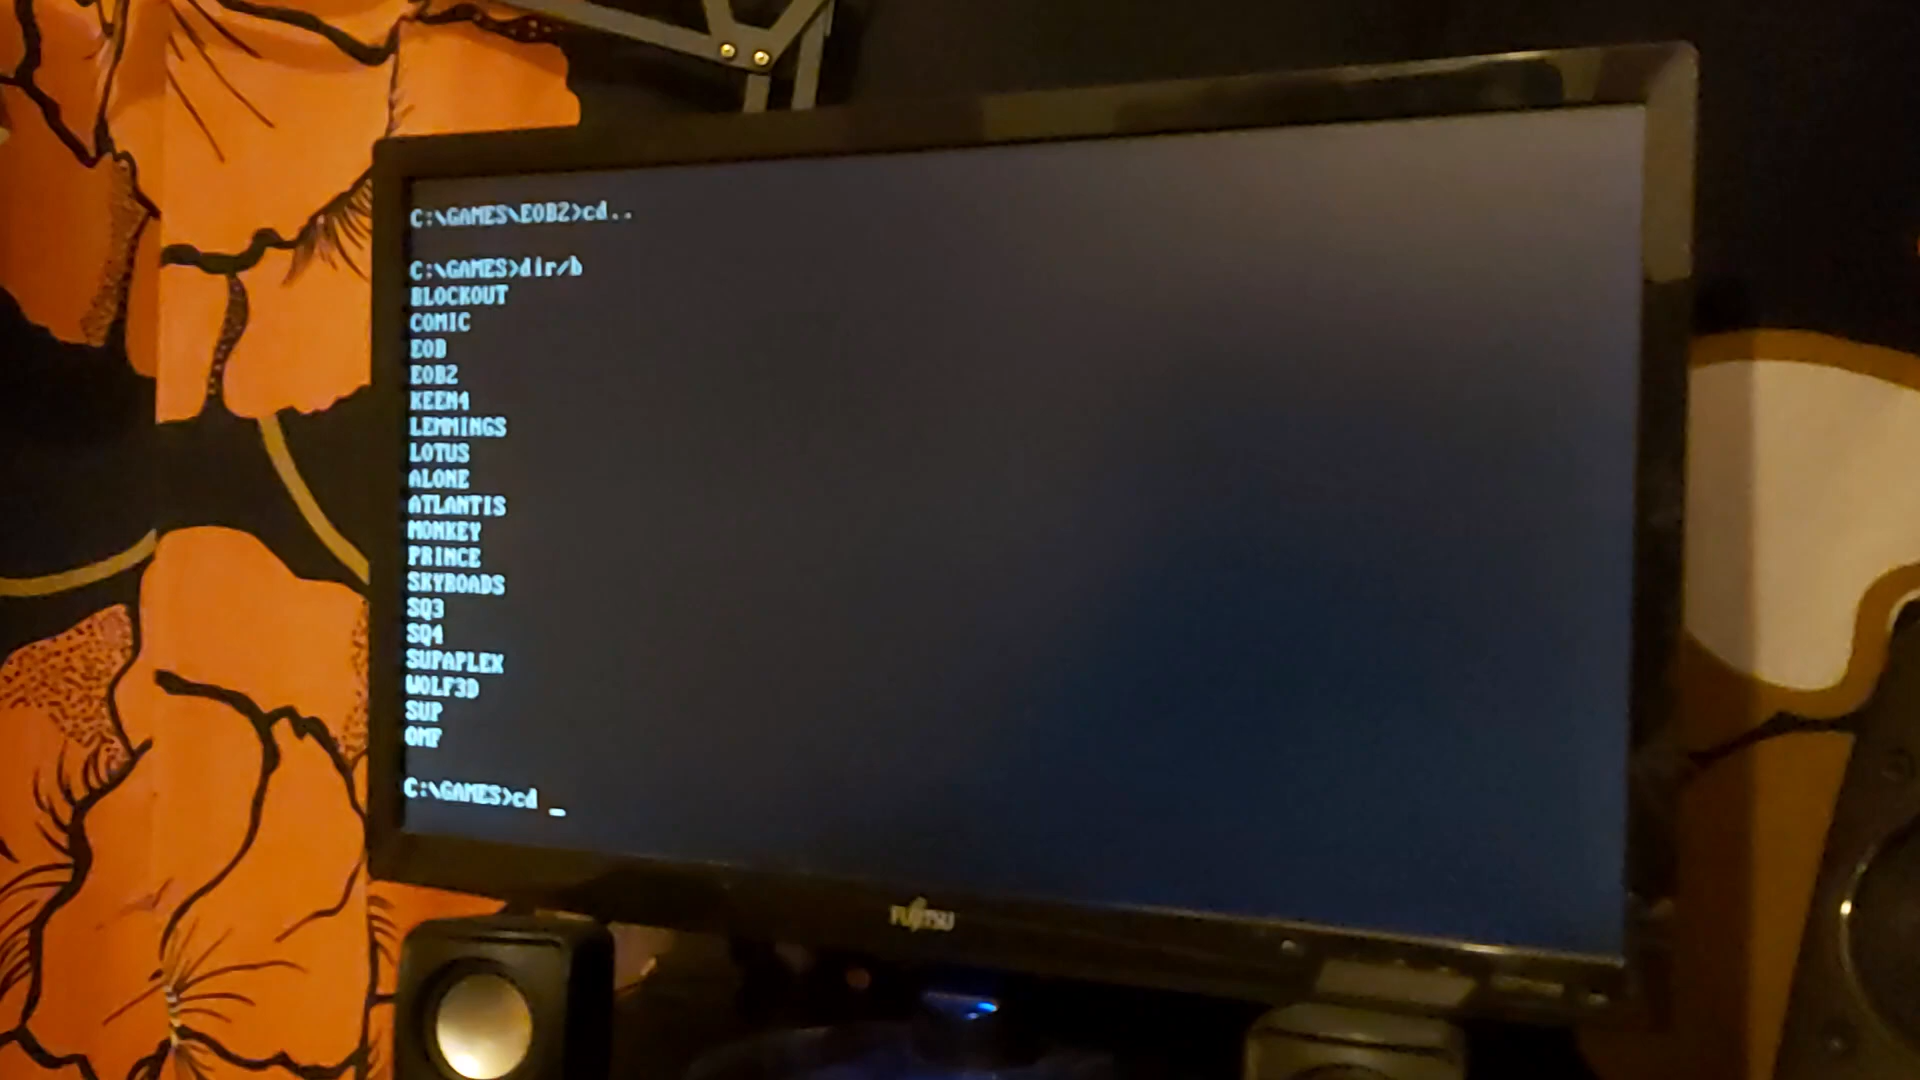 C:\GAMES\EOB2>cd..
C:\GAMES>dir/b
BLOCKOUT
COMIC
EOB
EOB2
KEEN4
LEMMINGS
LOTUS
ALONE
ATLANTIS
MONKEY
PRINCE
SKYROADS
SQ3
SQ4
SUPAPLEX
WOLF3D
SUP
OMF
C:\GAMES>cd _
FUJITSU